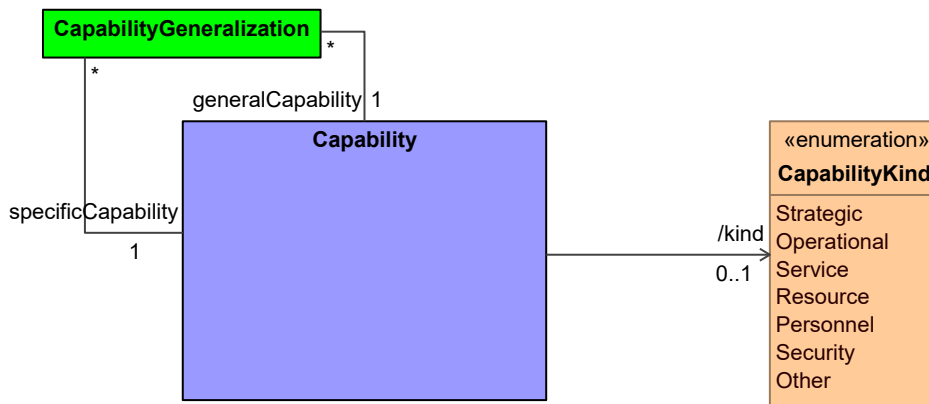 CapabilityGeneralization
*
*
generalCapability 1
Capability
specificCapability
1
/kind
0..1
«enumeration»
CapabilityKind
Strategic
Operational
Service
Resource
Personnel
Security
Other